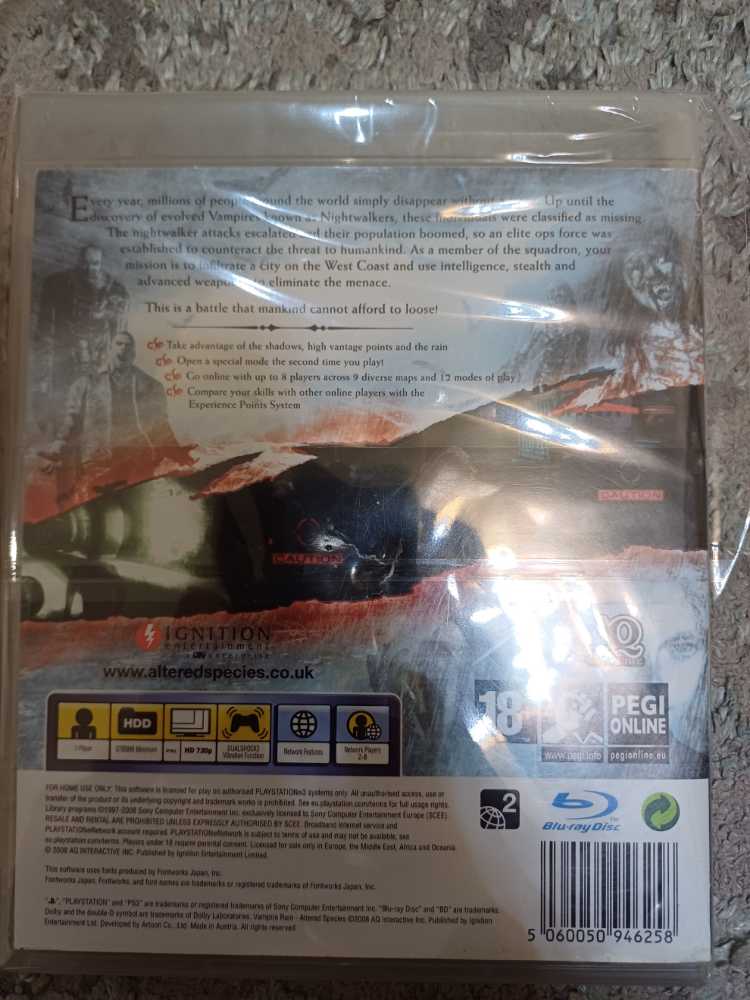 Every year, millions of people around the world simply disappear without Up until the
discovery of evolved Vampires known as Nightwalkers, these individuals were classified as missing.
The nightwalker attacks escalated and their population boomed, so an elite ops force was
established to counteract the threat to humankind. As a member of the squadron, your
mission is to infiltrate a city on the West Coast and use intelligence, stealth and
advanced weapons to eliminate the menace.
This is a battle that mankind cannot afford to loose!
Take advantage of the shadows, high vantage points and the rain
Open a special mode the second time you play!
Go online with up to 8 players across 9 diverse maps and 12 modes of play
Compare your skills with other online players with the
Experience Points System
CAUTION
CAUTION
IGNITION
entertainment
www.alteredspecies.co.uk
HDD
1 Player
Minimum
HD 720p
DUALSHOCK3
Vibration Function
Network Features
Network Players
2-8
18
www.pegi.info
PEGI
ONLINE
pegionline.eu
FOR HOME USE ONLY: This software is licensed for play on authorised PLAYSTATION3 systems only. All unauthorised access, use or
transfer of the product or its underlying copyright and trademark works is prohibited. See eu.playstation.com/terms for full usage rights.
Library programs ©1997-2008 Sony Computer Entertainment Inc. exclusively licensed to Sony Computer Entertainment Europe (SCEE).
RESALE AND RENTAL ARE PROHIBITED UNLESS EXPRESSLY AUTHORISED BY SCEE. Broadband internet service and
PLAYSTATION®Network account required. PLAYSTATION®Network is subject to terms of use and may not be available, see
eu.playstation.com/terms. Players under 18 require parental consent. Licensed for sale only in Europe, the Middle East, Africa and Oceania.
© 2008 AQ INTERACTIVE INC. Published by Ignition Entertainment Limited.
This software uses fonts produced by Fontworks Japan, Inc.
Fontworks Japan, Fontworks, and font names are trademarks or registered trademarks of Fontworks Japan, Inc.
"PLAYSTATION" and "PS3" are trademarks or registered trademarks of Sony Computer Entertainment Inc. "Blu-ray Disc" and "BD" are trademarks.
Dolby and the double-D symbol are trademarks of Dolby Laboratories. Vampire Rain - Altered Species ©2008 AQ Interactive Inc. Published by Ignition
Entertainment Ltd. Developed by Artoon Co., Ltd. Made in Austria. All rights reserved
2
Blu-ray Disc
5 060050 946258